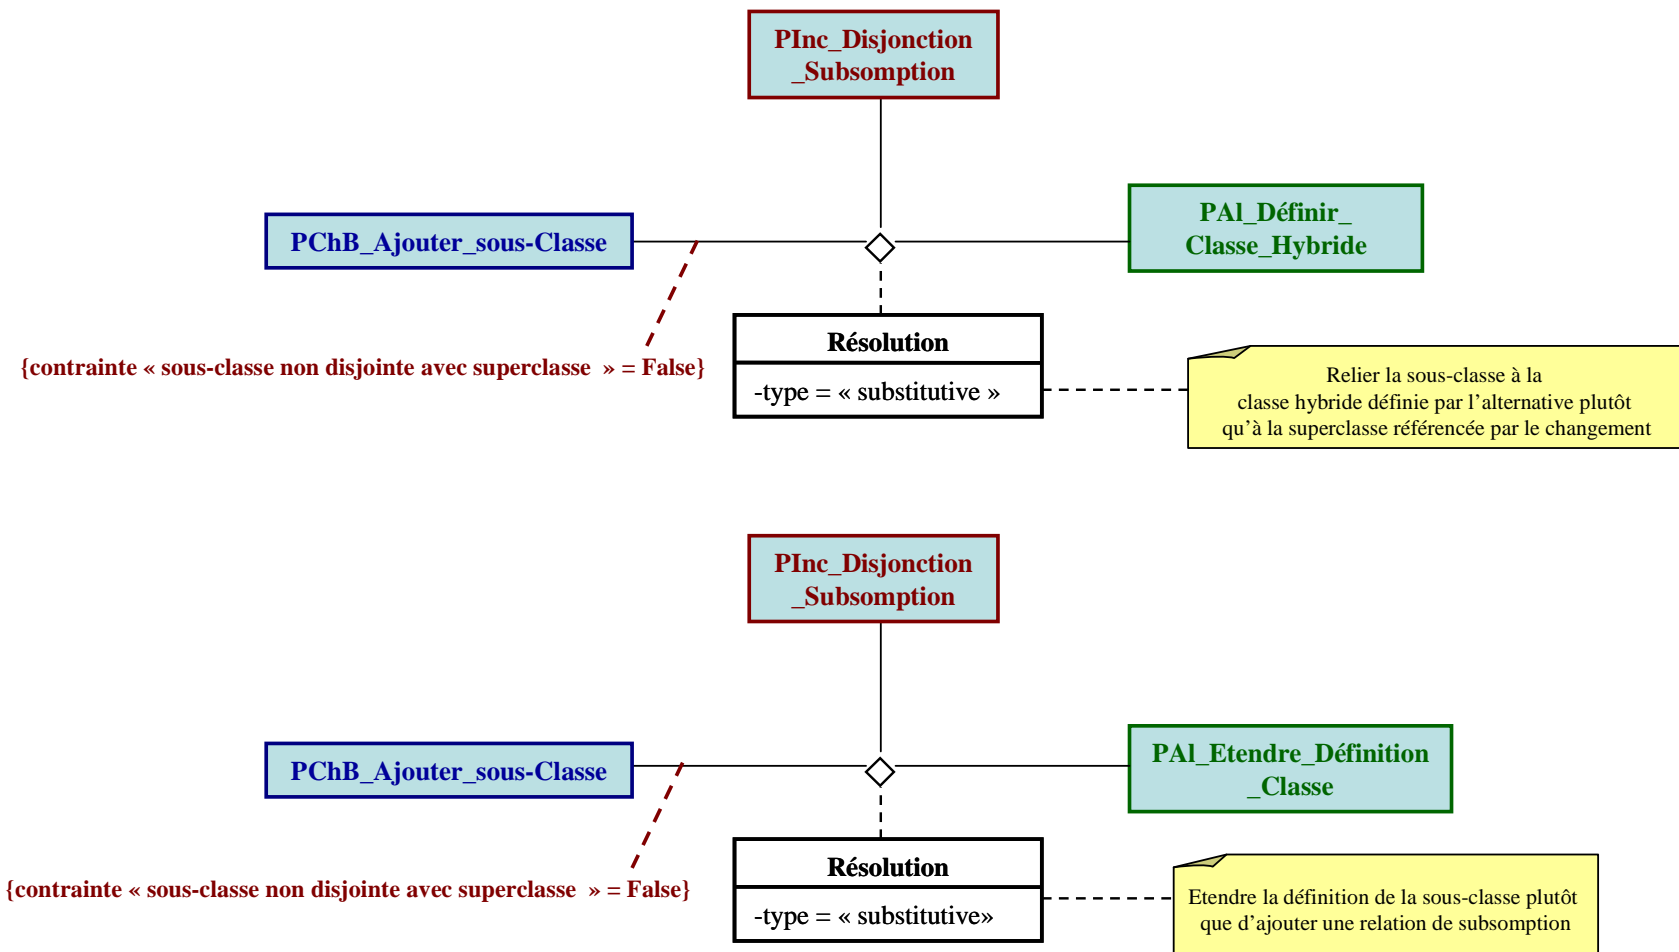 PInc_Disjonction
_Subsomption
PChB_Ajouter_sous-Classe
PAl_Définir_
Classe_Hybride
{contrainte « sous-classe non disjointe avec superclasse  » = False}
Résolution
-type = « substitutive »
Relier la sous-classe à la
classe hybride définie par l’alternative plutôt
qu’à la superclasse référencée par le changement
PInc_Disjonction
_Subsomption
PChB_Ajouter_sous-Classe
PAl_Etendre_Définition
_Classe
{contrainte « sous-classe non disjointe avec superclasse  » = False}
Résolution
-type = « substitutive»
Etendre la définition de la sous-classe plutôt
que d’ajouter une relation de subsomption